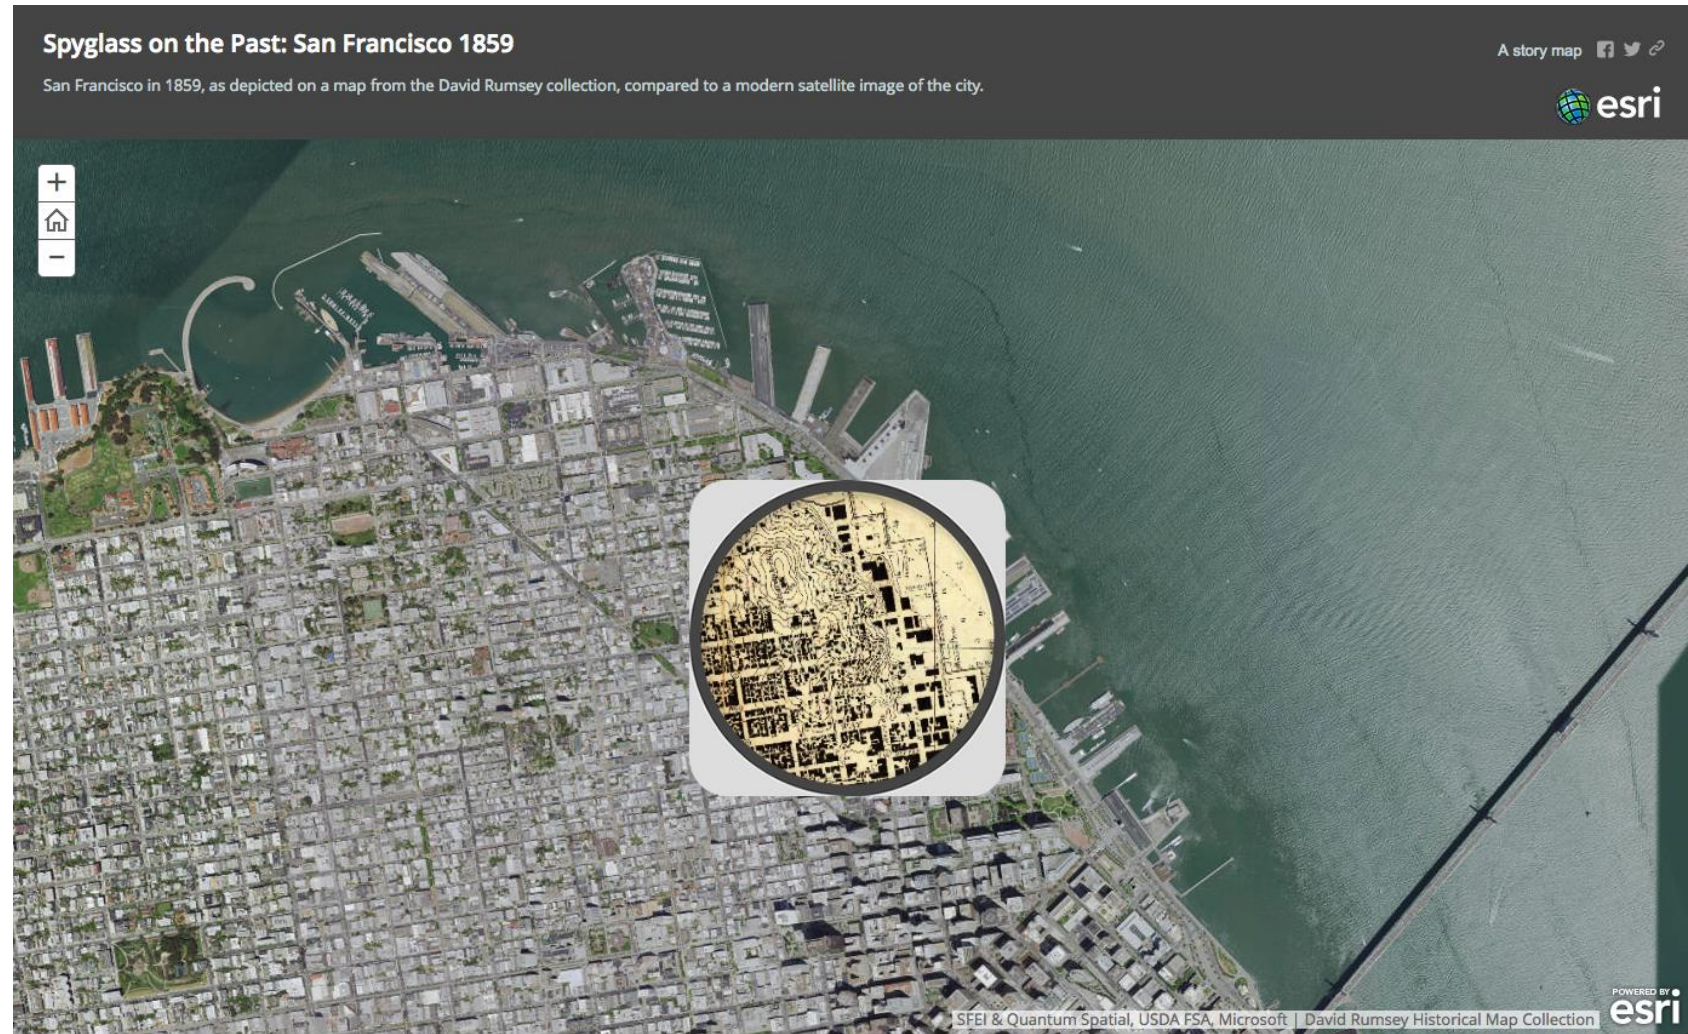 Spyglass on the Past: San Francisco 1859
A story map
San Francisco in 1859, as depicted on a map from the David Rumsey collection, compared to a modern satellite image of the city.
esri
+
−
POWERED BY
esri
SFEI & Quantum Spatial, USDA FSA, Microsoft | David Rumsey Historical Map Collection